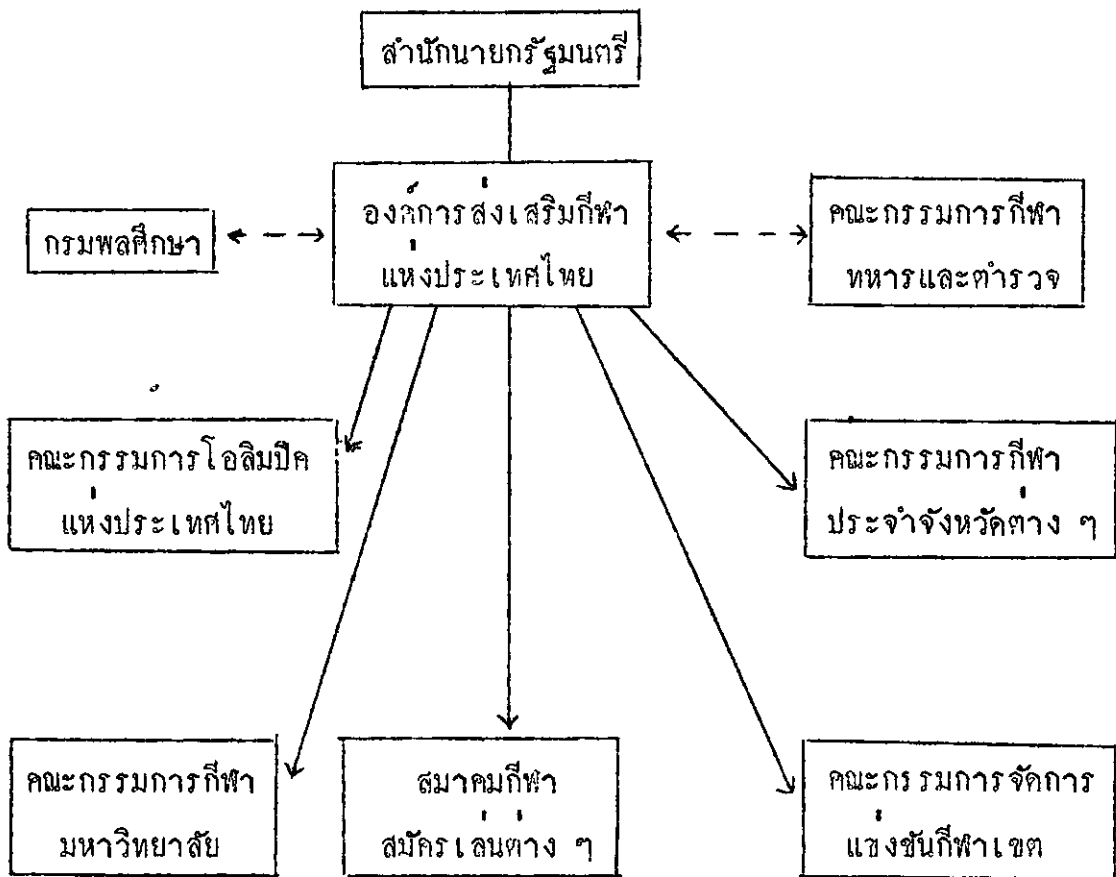 สำนักนายกรัฐมนตรี
องค์การส่งเสริมกีฬา
แห่งประเทศไทย
กรมพลศึกษา
คณะกรรมการกีฬา
ทหารและตำรวจ
คณะกรรมการโอลิมปิค
แห่งประเทศไทย
คณะกรรมการกีฬา
ประจำจังหวัดต่าง ๆ
คณะกรรมการกีฬา
มหาวิทยาลัย
สมาคมกีฬา
สมัครเล่นต่าง ๆ
คณะกรรมการจัดการ
แข่งขันกีฬาเขต